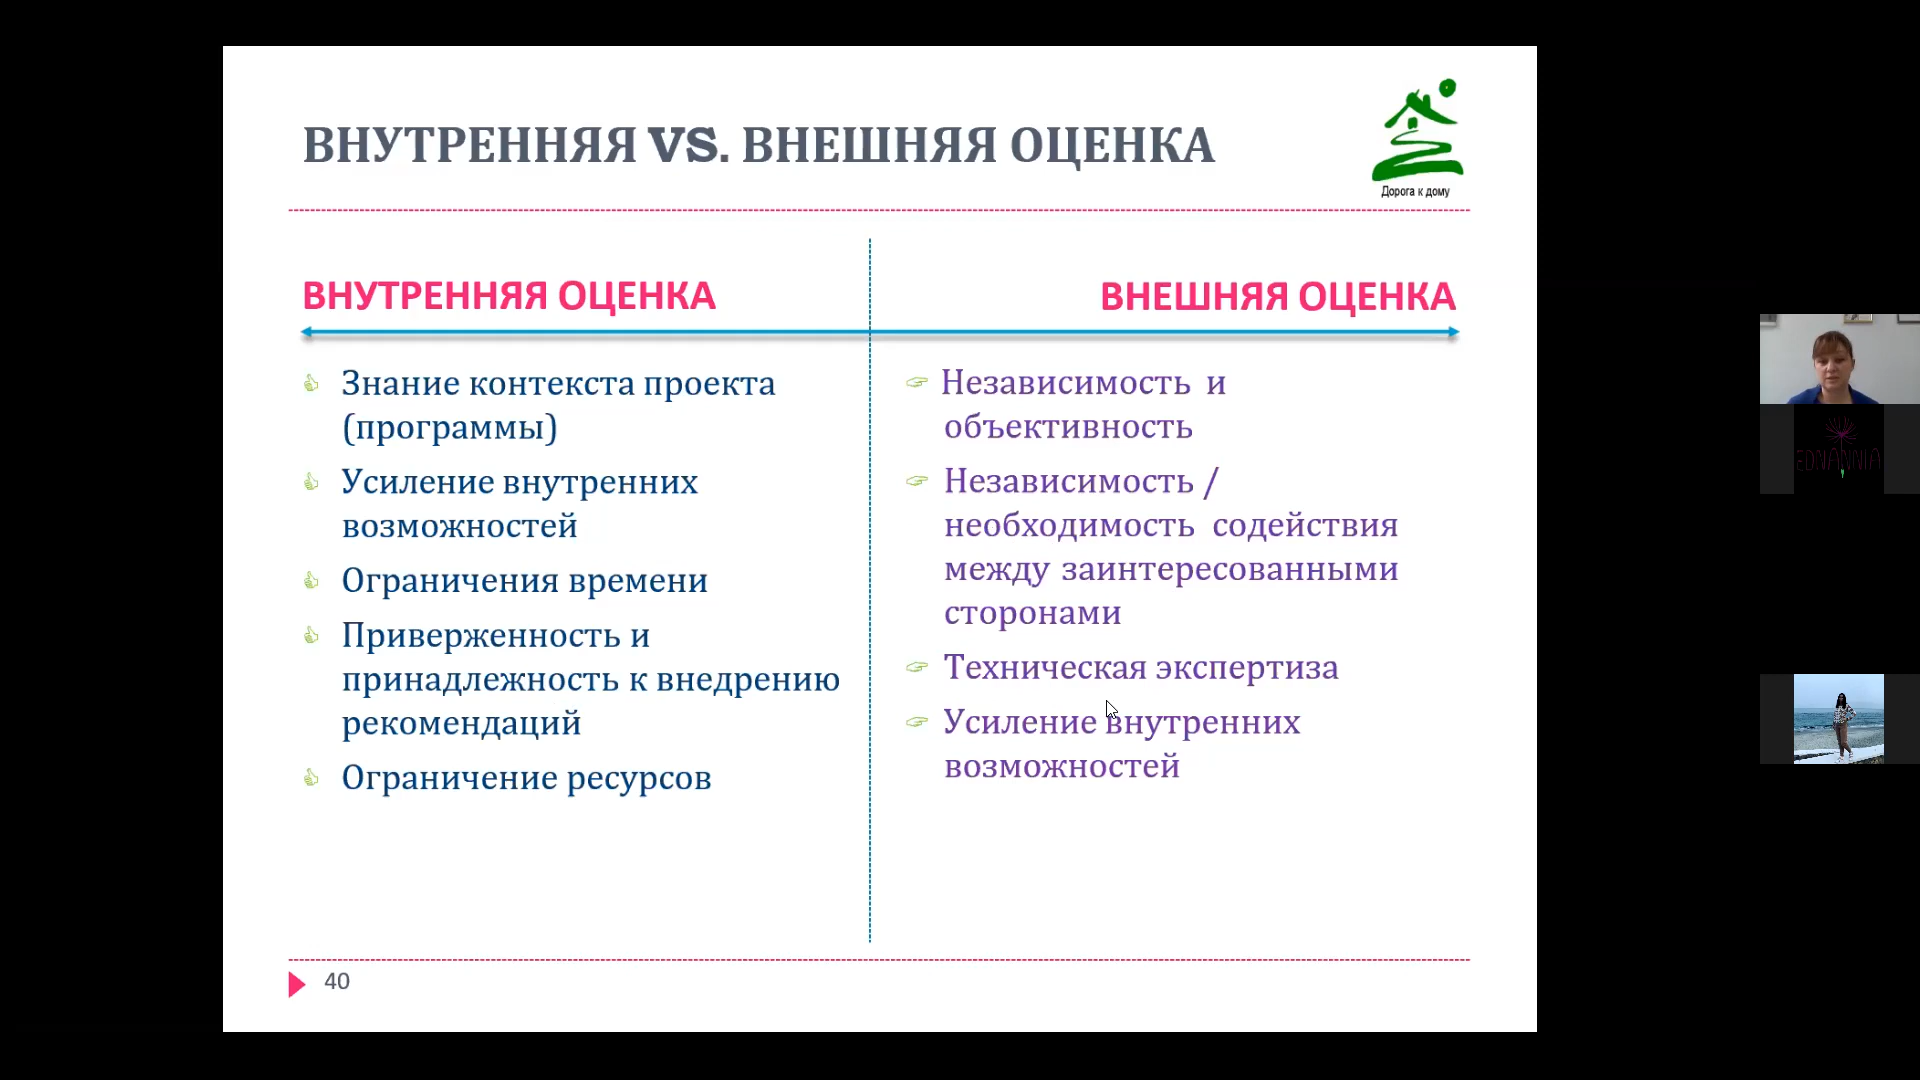 ВНУТРЕННЯЯ VS. ВНЕШНЯЯ ОЦЕНКА
Дорога к дому
ВНУТРЕННЯЯ ОЦЕНКА
Знание контекста проекта
(программы)
Усиление внутренних
возможностей
Ограничения времени
Приверженность и
принадлежность к внедрению
рекомендаций
Ограничение ресурсов
ВНЕШНЯЯ ОЦЕНКА
Независимость и
объективность
Независимость /
необходимость содействия
между заинтересованными
сторонами
Техническая экспертиза
Усиление внутренних
возможностей
40
EDNANNIA